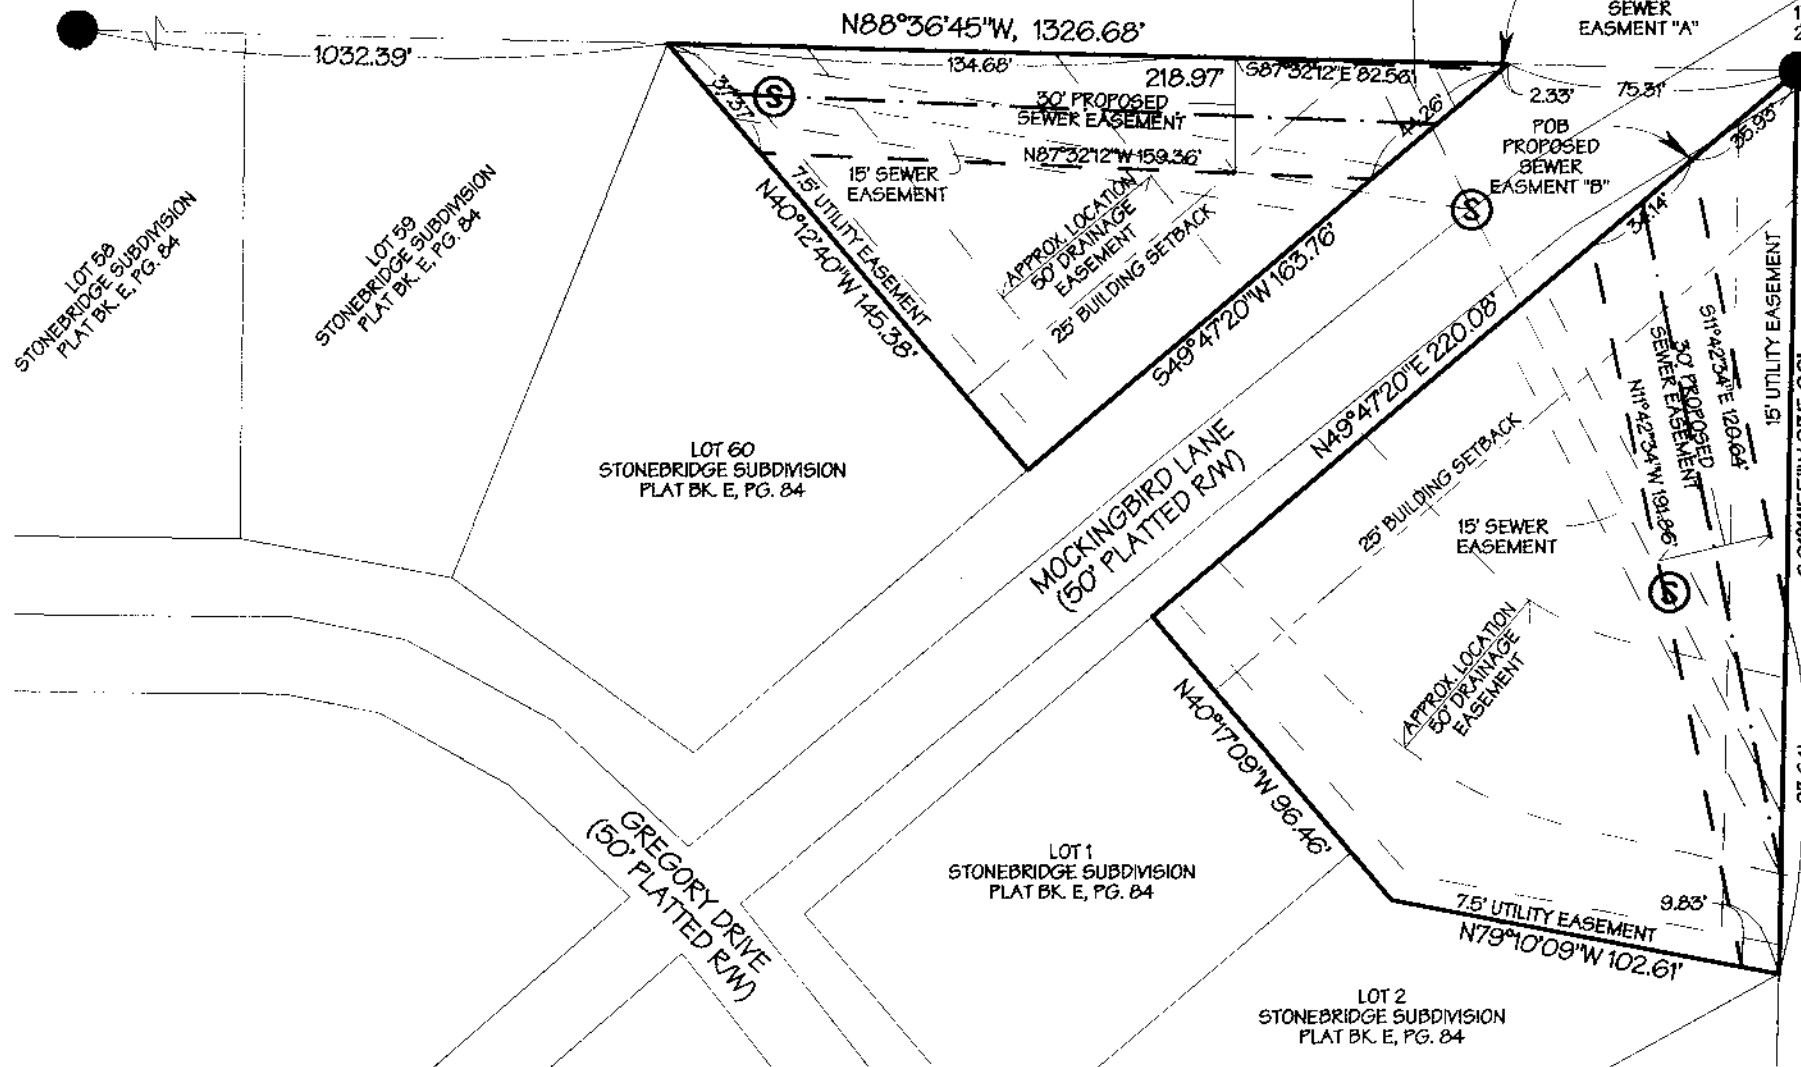 N88°36'45"W, 1326.68'
1032.39'
SEWER
EASMENT "A"
134.68'
218.97'
S87°32'12"E 82.56'
37.37'
30' PROPOSED
SEWER EASEMENT
44.26'
2.33'
75.31'
35.93'
N87°32'12"W 159.36'
15' SEWER
EASEMENT
POB
PROPOSED
SEWER
EASMENT "B"
34.14'
7.5' UTILITY EASEMENT
N40°12'40"W 145.38'
APPROX. LOCATION
50' DRAINAGE
EASEMENT
25' BUILDING SETBACK
S49°47'20"W 163.76'
LOT 58
STONEBRIDGE SUBDIVISION
PLAT BK. E, PG. 84
LOT 59
STONEBRIDGE SUBDIVISION
PLAT BK. E, PG. 84
LOT 60
STONEBRIDGE SUBDIVISION
PLAT BK. E, PG. 84
MOCKINGBIRD LANE
(50' PLATTED R/W)
N49°47'20"E 220.08'
25' BUILDING SETBACK
15' SEWER
EASEMENT
N11°42'34"W 191.86'
30' PROPOSED
SEWER EASEMENT
S11°42'34"E 120.64'
15' UTILITY EASEMENT
APPROX. LOCATION
50' DRAINAGE
EASEMENT
N40°17'09"W 96.46'
7.5' UTILITY EASEMENT
9.83'
N79°10'09"W 102.61'
GREGORY DRIVE
(50' PLATTED R/W)
LOT 1
STONEBRIDGE SUBDIVISION
PLAT BK. E, PG. 84
LOT 2
STONEBRIDGE SUBDIVISION
PLAT BK. E, PG. 84
S
S
S